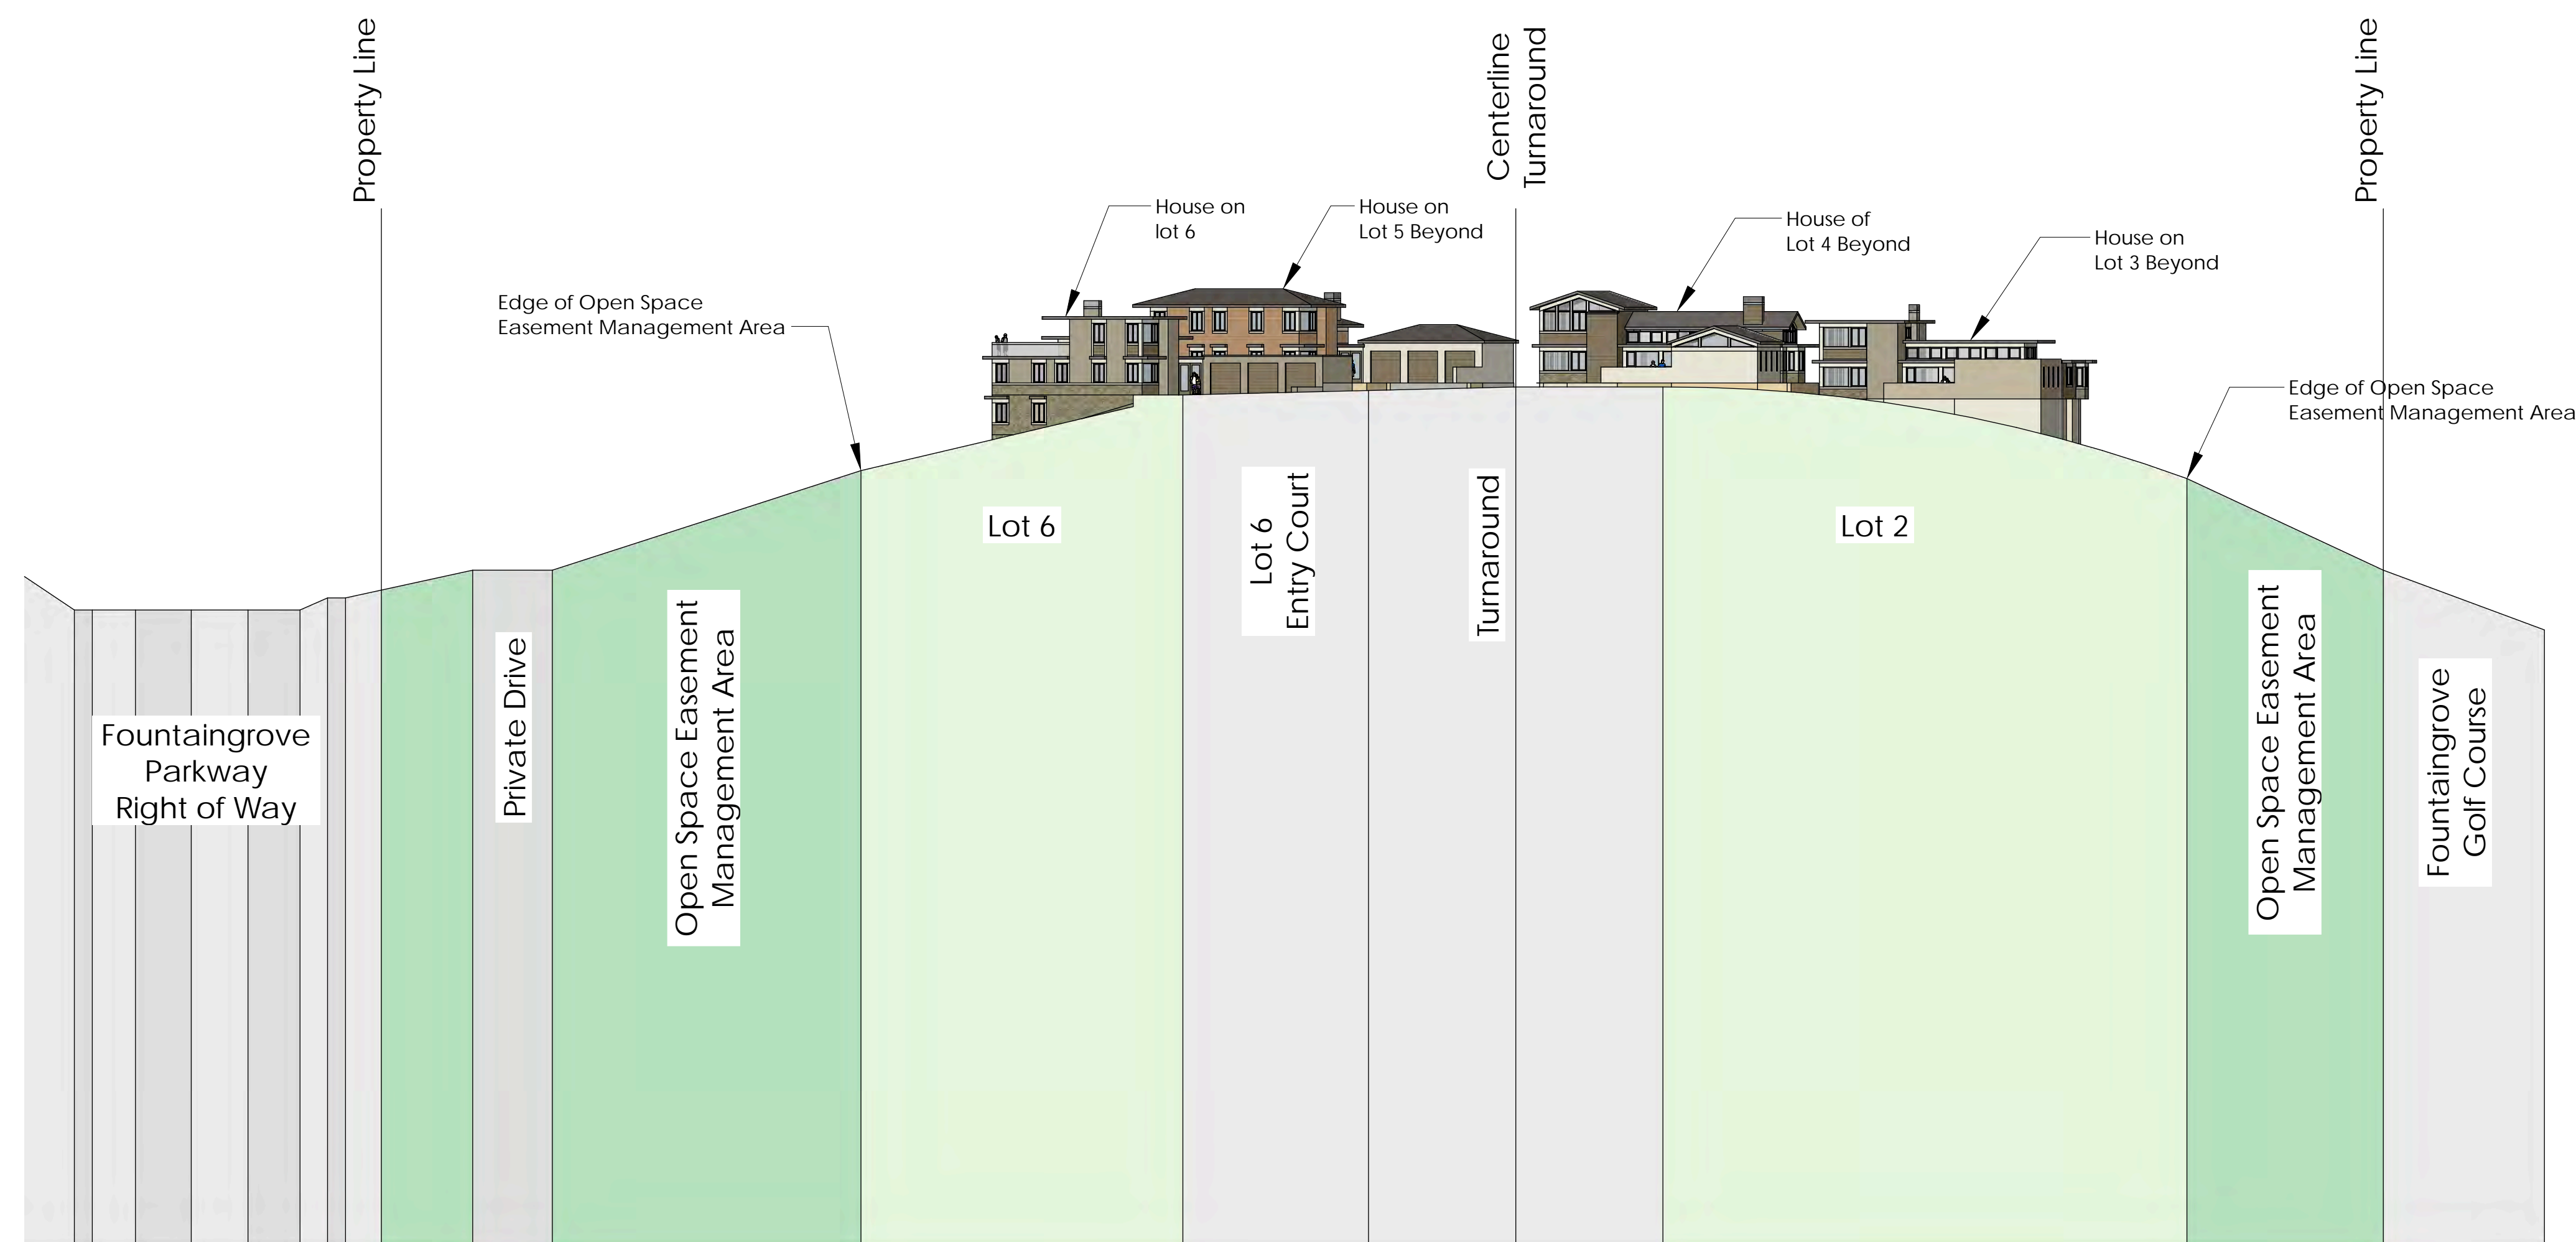 Property Line
Centerline
Turnaround
Property Line
House on
lot 6
House on
Lot 5 Beyond
House of
Lot 4 Beyond
House on
Lot 3 Beyond
Edge of Open Space
Easement Management Area
Edge of Open Space
Easement Management Area
Fountaingrove
Parkway
Right of Way
Private Drive
Open Space Easement
Management Area
Lot 6
Lot 6
Entry Court
Turnaround
Lot 2
Open Space Easement
Management Area
Fountaingrove
Golf Course